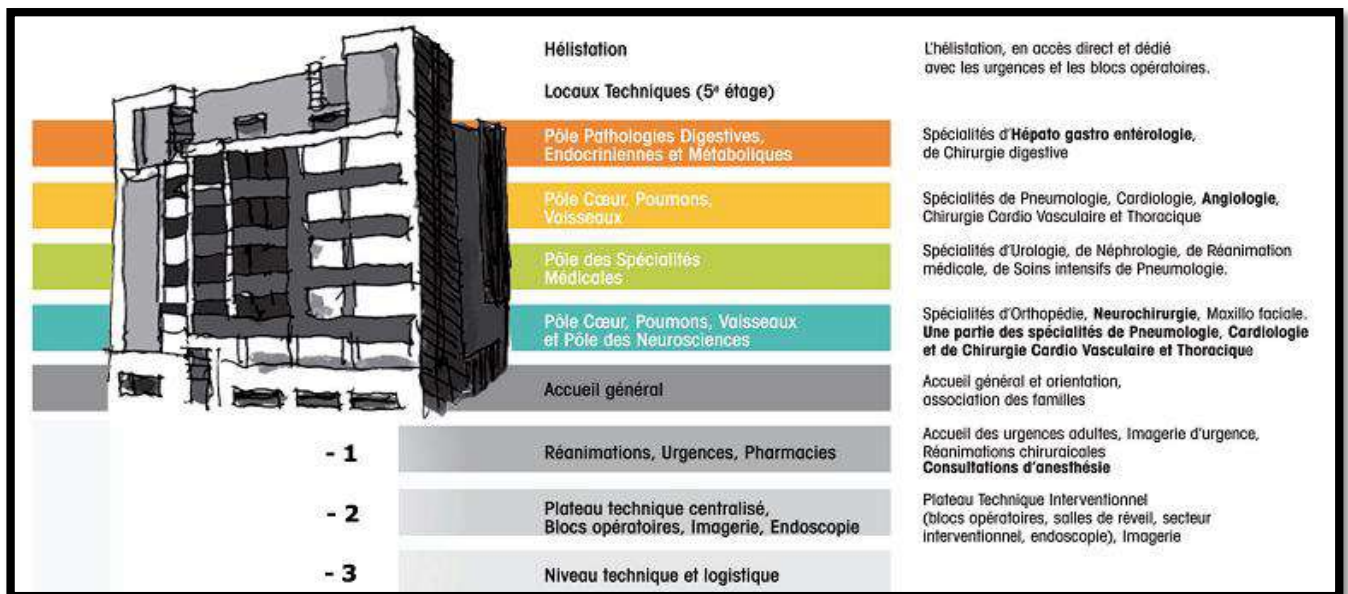 Hélistation
L'hélistation, en accès direct et dédié
avec les urgences et les blocs opératoires.
Locaux Techniques (5e étage)
Pôle Pathologies Digestives,
Endocriniennes et Métaboliques
Spécialités d'Hépato gastro entérologie,
de Chirurgie digestive
Pôle Cœur, Poumons,
Vaisseaux
Spécialités de Pneumologie, Cardiologie, Angiologie,
Chirurgie Cardio Vasculaire et Thoracique
Pôle des Spécialités
Médicales
Spécialités d'Urologie, de Néphrologie, de Réanimation
médicale, de Soins intensifs de Pneumologie.
Pôle Cœur, Poumons, Vaisseaux
et Pôle des Neurosciences
Spécialités d'Orthopédie, Neurochirurgie, Maxillo faciale.
Une partie des spécialités de Pneumologie, Cardiologie
et de Chirurgie Cardio Vasculaire et Thoracique
Accueil général
Accueil général et orientation,
association des familles
- 1
Réanimations, Urgences, Pharmacies
Accueil des urgences adultes, Imagerie d'urgence,
Réanimations chiruraicales
Consultations d'anesthésie
- 2
Plateau technique centralisé,
Blocs opératoires, Imagerie, Endoscopie
Plateau Technique Interventionnel
(blocs opératoires, salles de réveil, secteur
interventionnel, endoscopie), Imagerie
- 3
Niveau technique et logistique